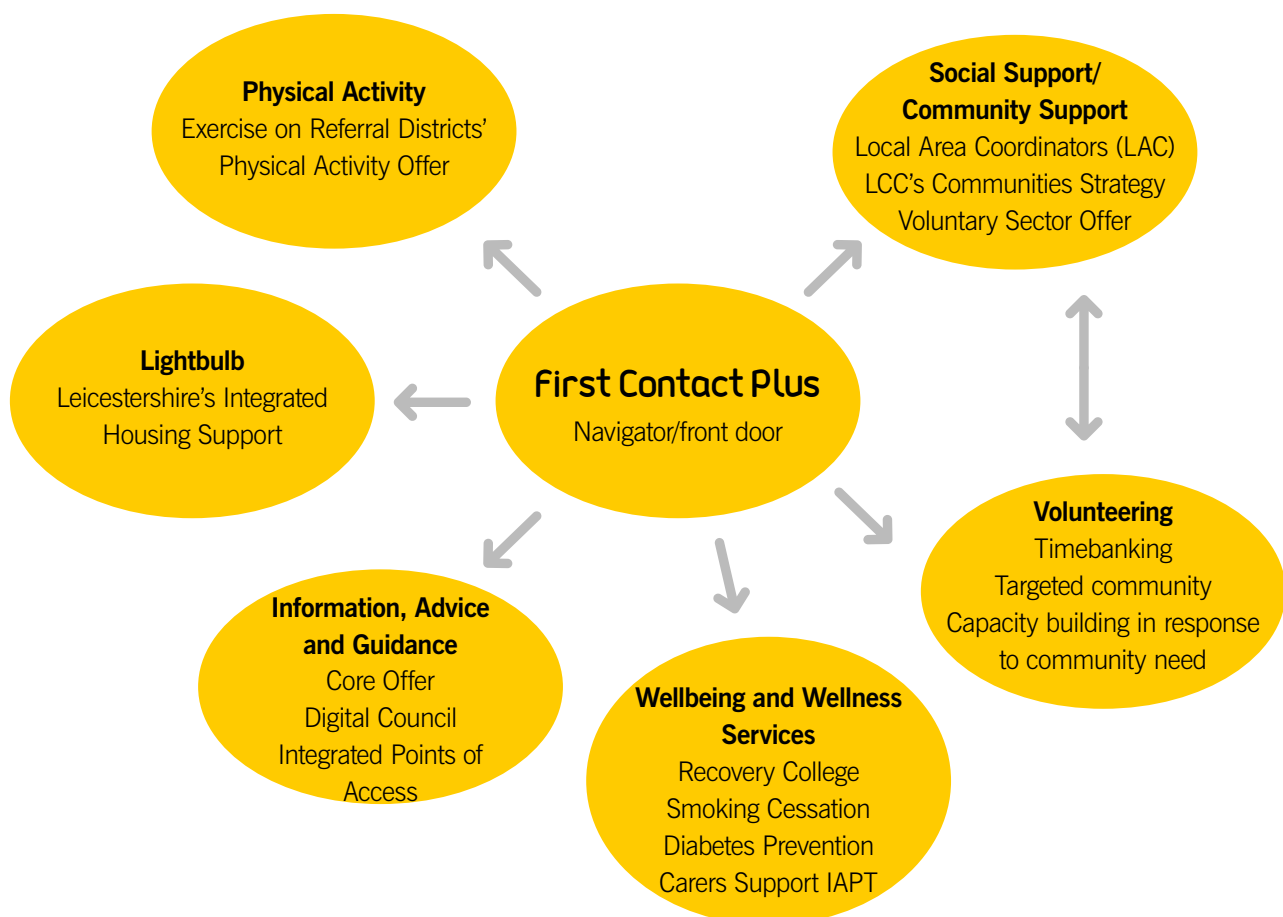 Physical Activity
Exercise on Referral Districts’
Physical Activity Offer
Social Support/
Community Support
Local Area Coordinators (LAC)
LCC’s Communities Strategy
Voluntary Sector Offer
Lightbulb
Leicestershire’s Integrated
Housing Support
First Contact Plus
Navigator/front door
Volunteering
Timebanking
Targeted community
Capacity building in response
to community need
Information, Advice
and Guidance
Core Offer
Digital Council
Integrated Points of
Access
Wellbeing and Wellness
Services
Recovery College
Smoking Cessation
Diabetes Prevention
Carers Support IAPT